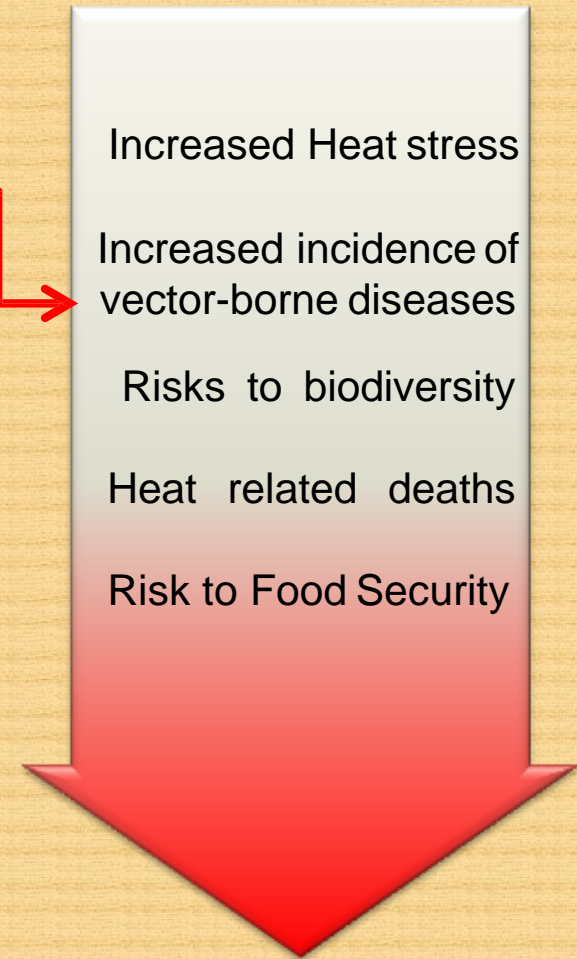 Increased Heat stress
Increased incidence of
vector-borne diseases
Risks to biodiversity
Heat related deaths
Risk to Food Security